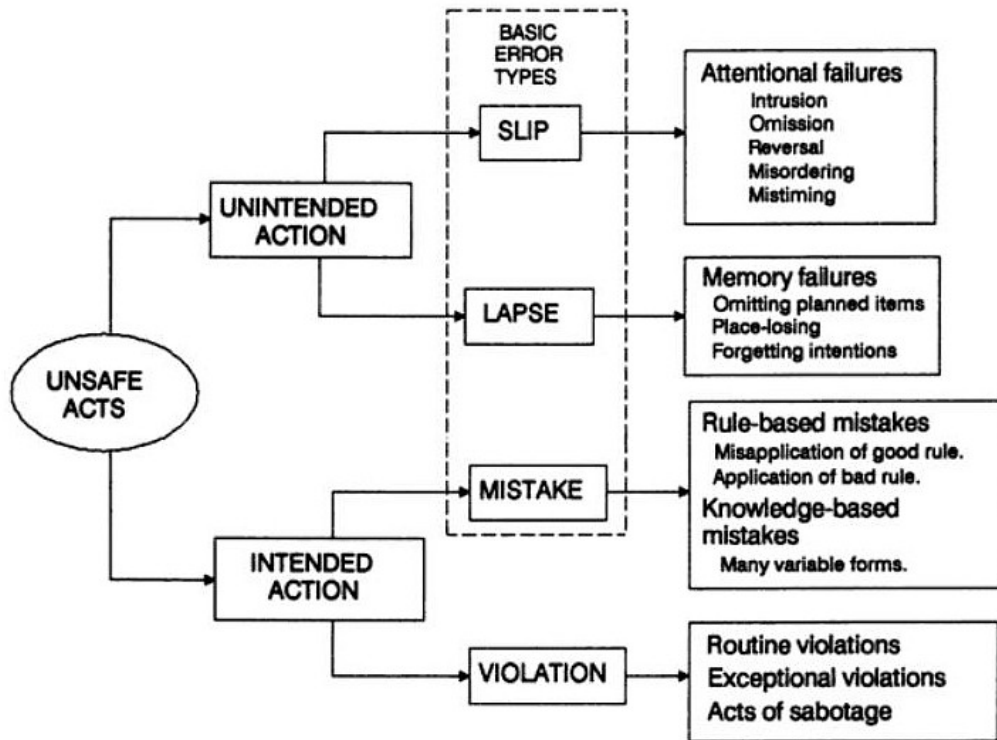 BASIC
ERROR
TYPES
SLIP
Attentional failures
Intrusion
Omission
Reversal
Misordering
Mistiming
UNINTENDED
ACTION
LAPSE
Memory failures
Omitting planned items
Place-losing
Forgetting intentions
UNSAFE
ACTS
MISTAKE
Rule-based mistakes
Misapplication of good rule.
Application of bad rule.
Knowledge-based
mistakes
Many variable forms.
INTENDED
ACTION
VIOLATION
Routine violations
Exceptional violations
Acts of sabotage